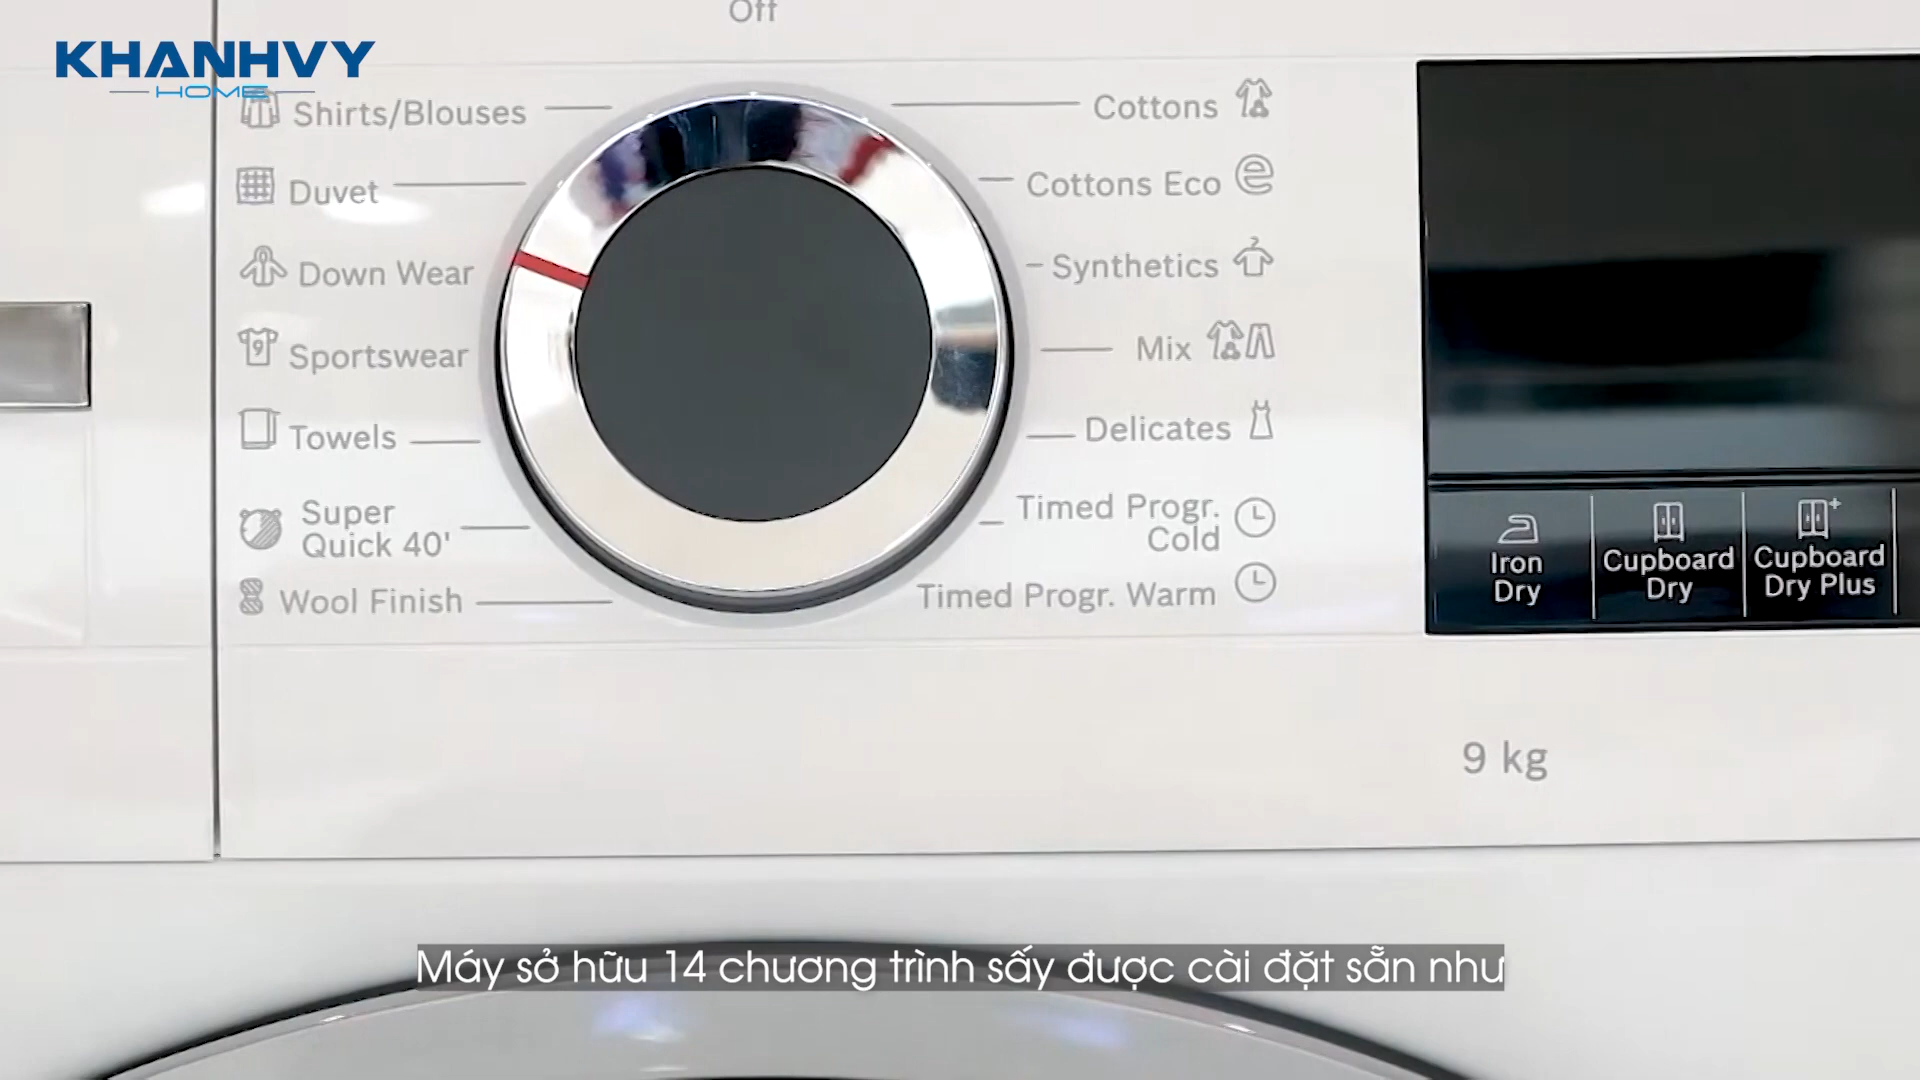 Off
KHANHVY
HOME
Shirts/Blouses
Duvet
Down Wear
Sportswear
Towels
Super
Quick 40'
Wool Finish
Cottons
Cottons Eco
Synthetics
Mix
Delicates
Timed Progr.
Cold
Timed Progr. Warm
Iron
Dry
Cupboard
Dry
Cupboard
Dry Plus
9 kg
Máy sở hữu 14 chương trình sấy được cài đặt sẵn như